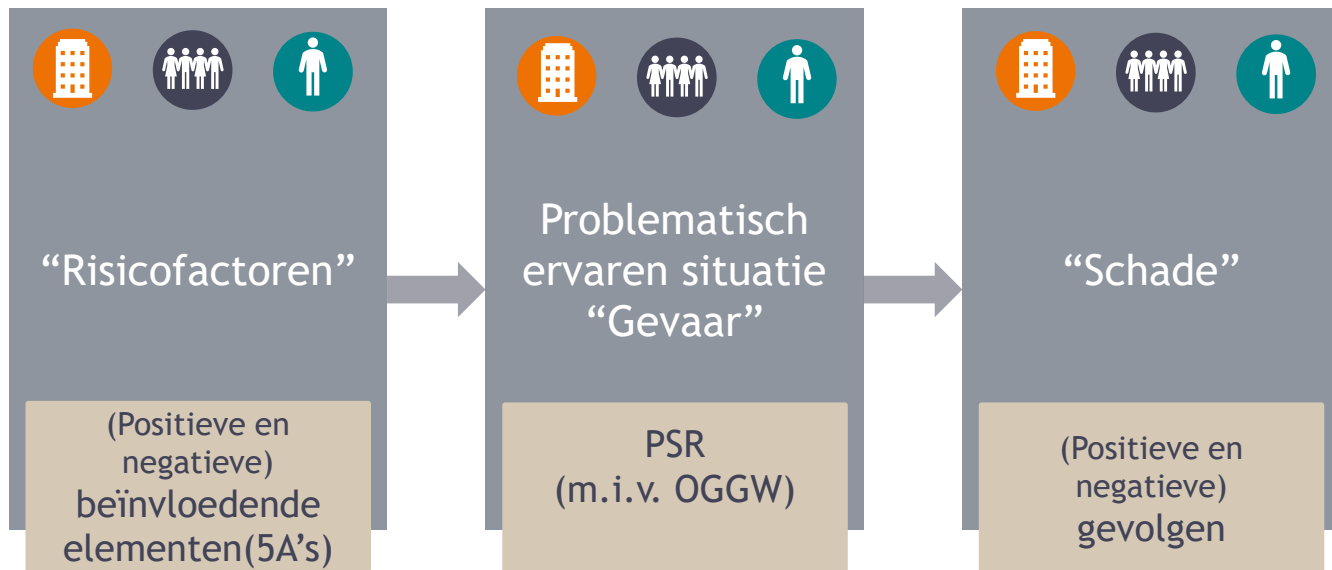 “Risicofactoren”
(Positieve en
negatieve)
beïnvloedende
elementen(5A’s)
Problematisch
ervaren situatie
“Gevaar”
PSR
(m.i.v. OGGW)
“Schade”
(Positieve en
negatieve)
gevolgen